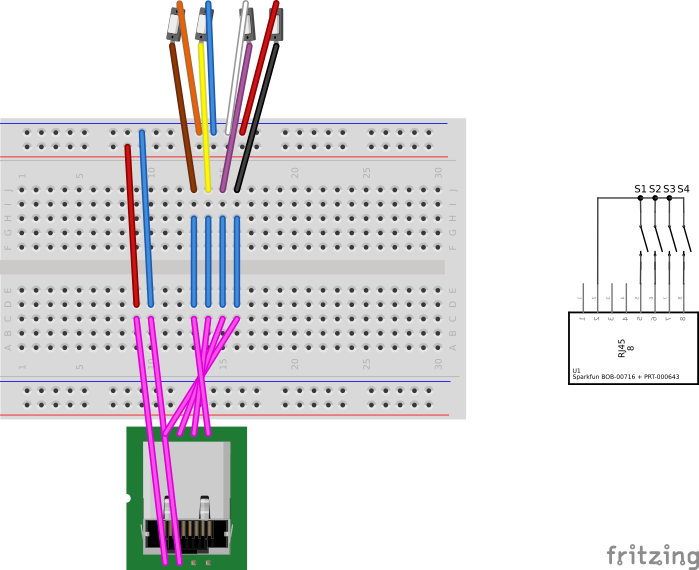 1 5 10 15 20 25 30
J J
I I
H H
G G
F F
E E
D D
C C
B B
A A
1 5 10 15 20 25 30
S1 S2 S3 S4
1 2 3 4 5 6 7 8
RJ45
8
U1
Sparkfun BOB-00716 + PRT-000643
fritzing